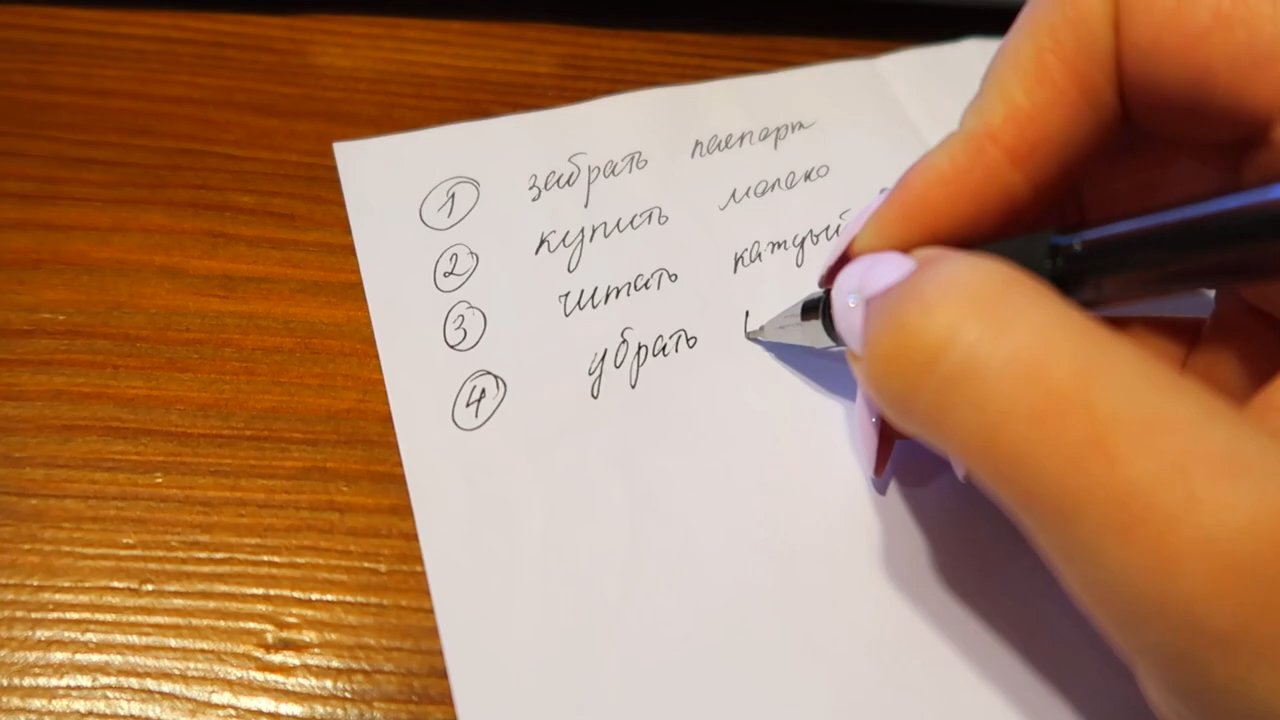 1 забрать паспорт
2 купить молоко
3 читать каждый
4 убрать